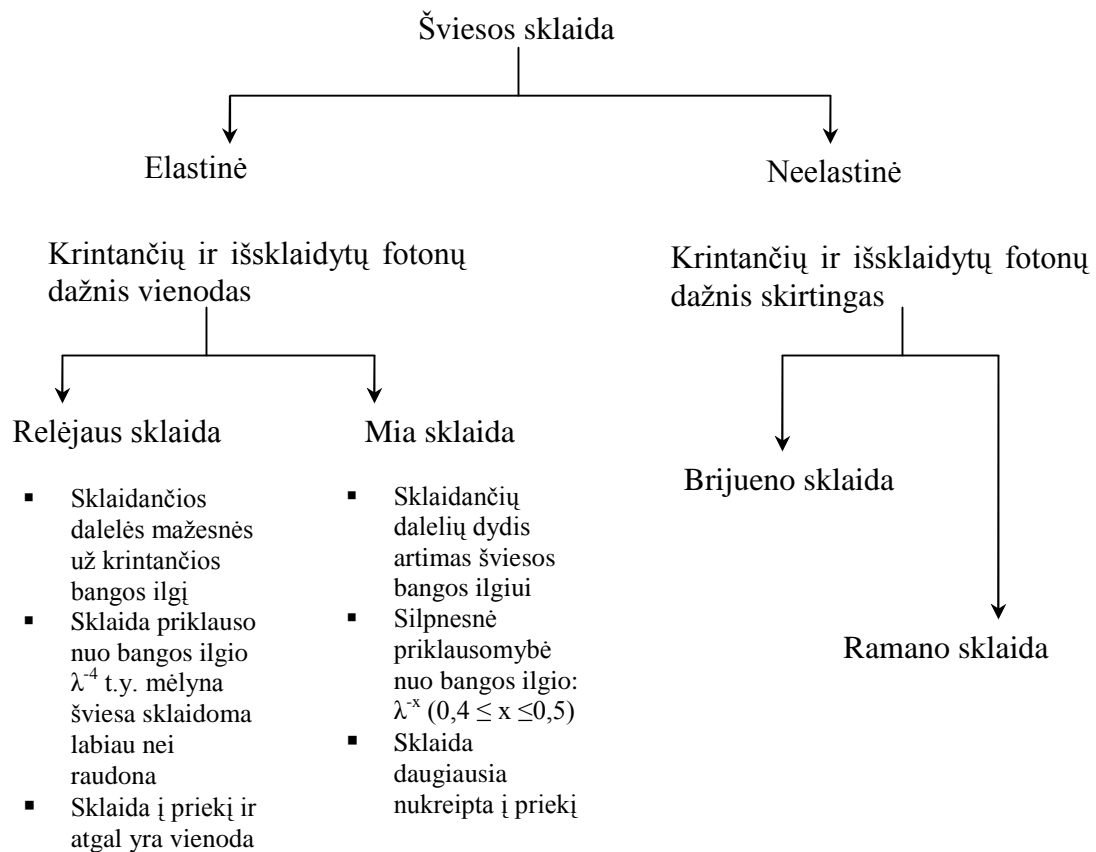 Šviesos sklaida
Elastinė
Neelastinė
Krintančių ir išsklaidytų fotonų
dažnis vienodas
Krintančių ir išsklaidytų fotonų
dažnis skirtingas
Relėjaus sklaida
Mia sklaida
Brijueno sklaida
Ramano sklaida
▪ Sklaidančios
dalelės mažesnės
už krintančios
bangos ilgį
▪ Sklaida priklauso
nuo bangos ilgio
λ⁻⁴ t.y. mėlyna
šviesa sklaidoma
labiau nei
raudona
▪ Sklaida į priekį ir
atgal yra vienoda
▪ Sklaidančių
dalelių dydis
artimas šviesos
bangos ilgiui
▪ Silpnesnė
priklausomybė
nuo bangos ilgio:
λ⁻ˣ (0,4 ≤ x ≤0,5)
▪ Sklaida
daugiausia
nukreipta į priekį